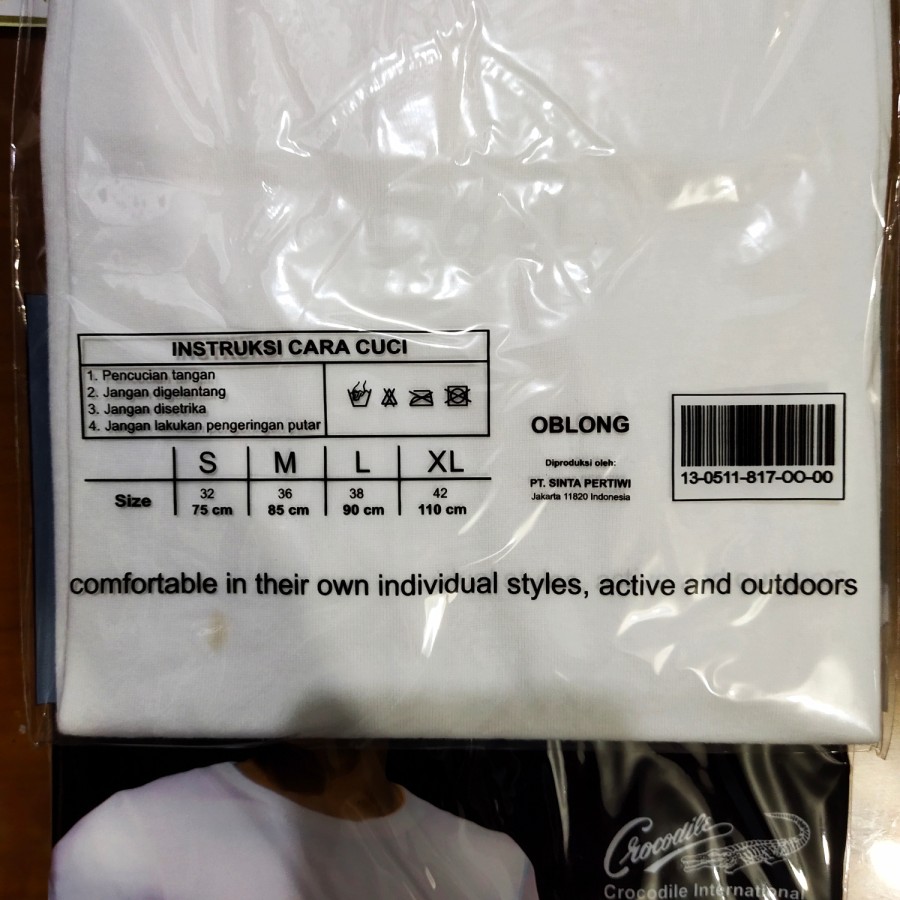 INSTRUKSI CARA CUCI
1. Pencucian tangan
2. Jangan digelantang
3. Jangan disetrika
4. Jangan lakukan pengeringan putar
S M L XL
Size
32 36 38 42
75 cm 85 cm 90 cm 110 cm
OBLONG
Diproduksi oleh:
PT. SINTA PERTIWI
Jakarta 11820 Indonesia
13-0511-817-OO-00
comfortable in their own individual styles, active and outdoors
Crocodile
Crocodile International